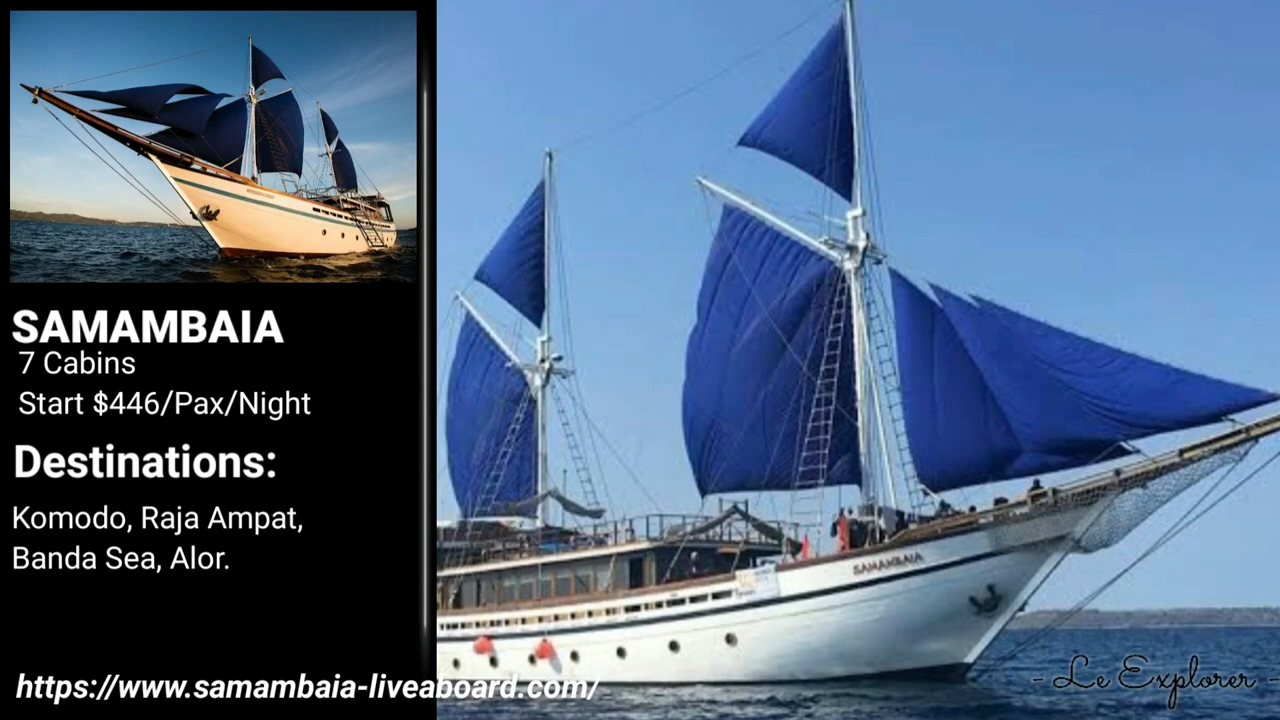 SAMAMBAIA
7 Cabins
Start $446/Pax/Night
Destinations:
Komodo, Raja Ampat,
Banda Sea, Alor.
https://www.samambaia-liveaboard.com/
SAMAMBAIA
- Le Explorer -